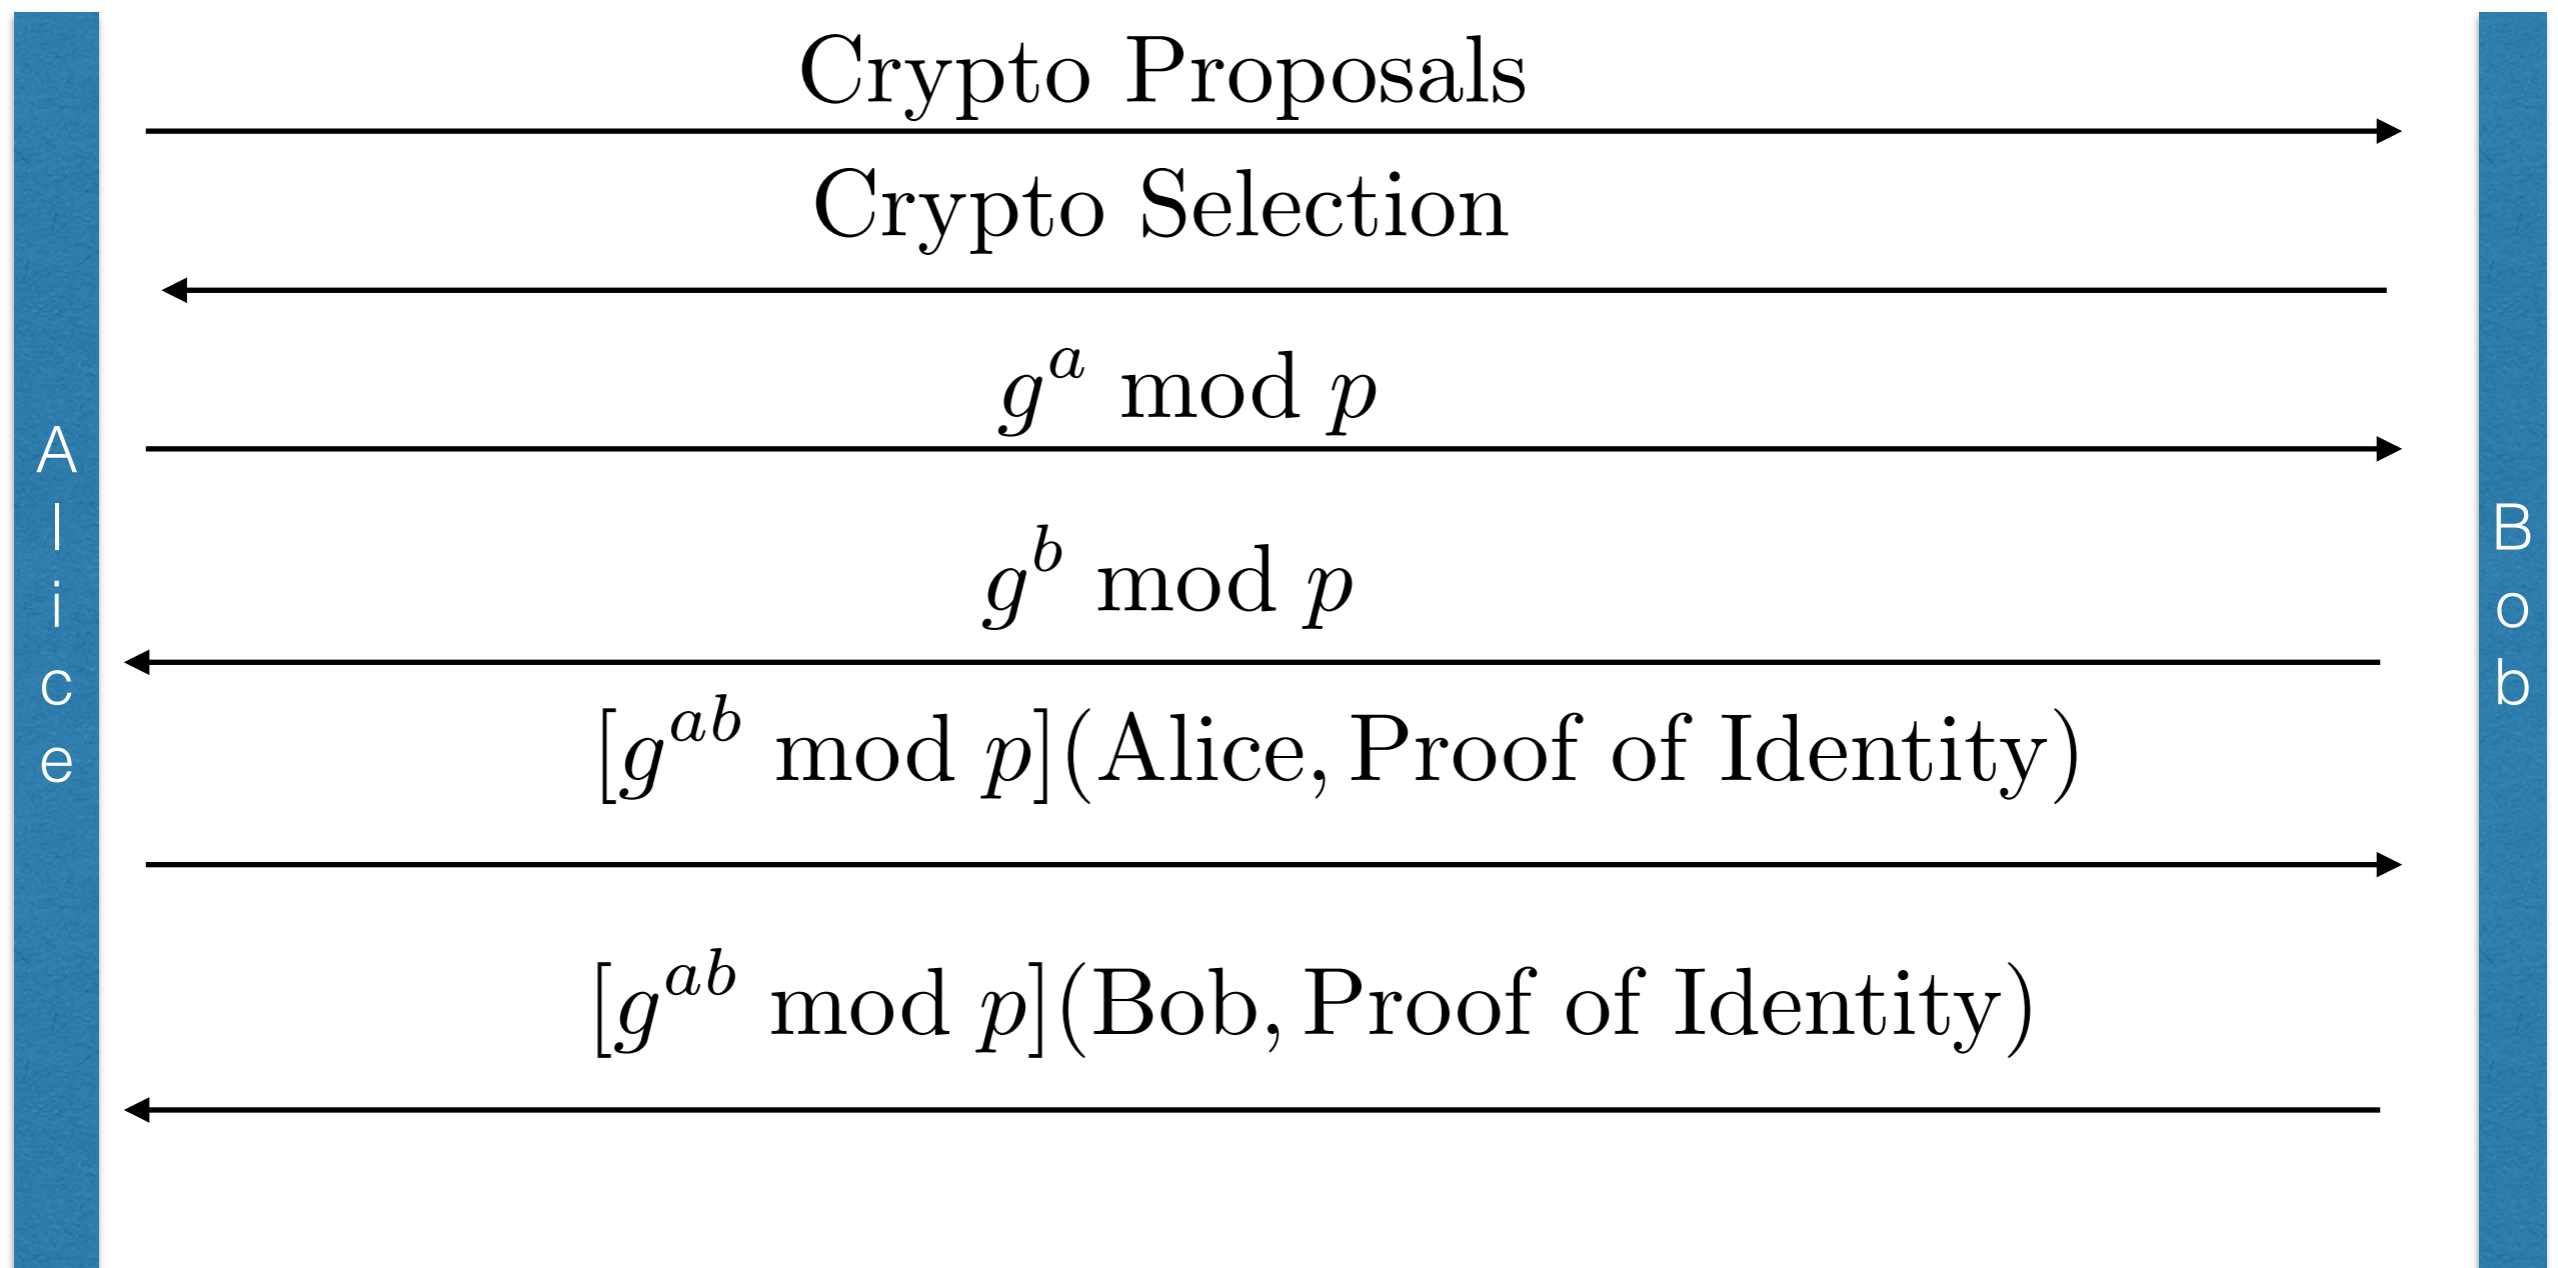 Crypto Proposals
Crypto Selection
g^a mod p
g^b mod p
[g^{ab} mod p](Alice, Proof of Identity)
[g^{ab} mod p](Bob, Proof of Identity)
Alice
Bob